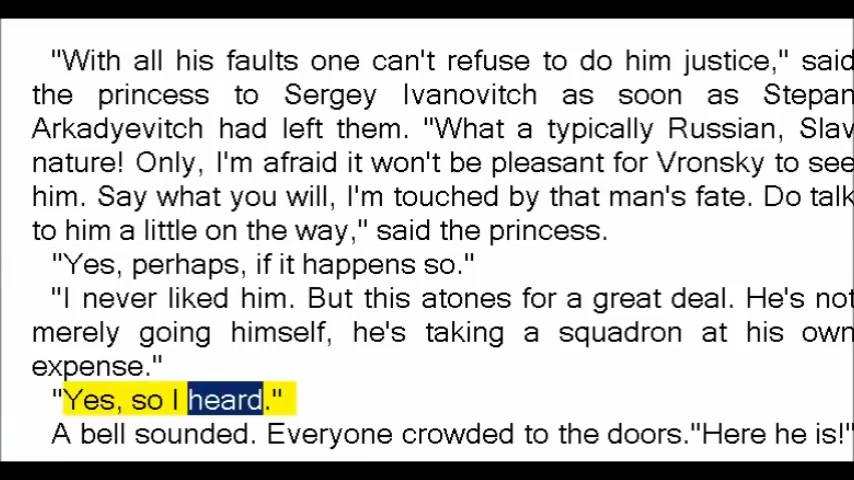 "With all his faults one can't refuse to do him justice," said
the princess to Sergey Ivanovitch as soon as Stepan
Arkadyevitch had left them. "What a typically Russian, Slav
nature! Only, I'm afraid it won't be pleasant for Vronsky to see
him. Say what you will, I'm touched by that man's fate. Do talk
to him a little on the way," said the princess.
"Yes, perhaps, if it happens so."
"I never liked him. But this atones for a great deal. He's not
merely going himself, he's taking a squadron at his own
expense."
"Yes, so I heard."
A bell sounded. Everyone crowded to the doors."Here he is!"